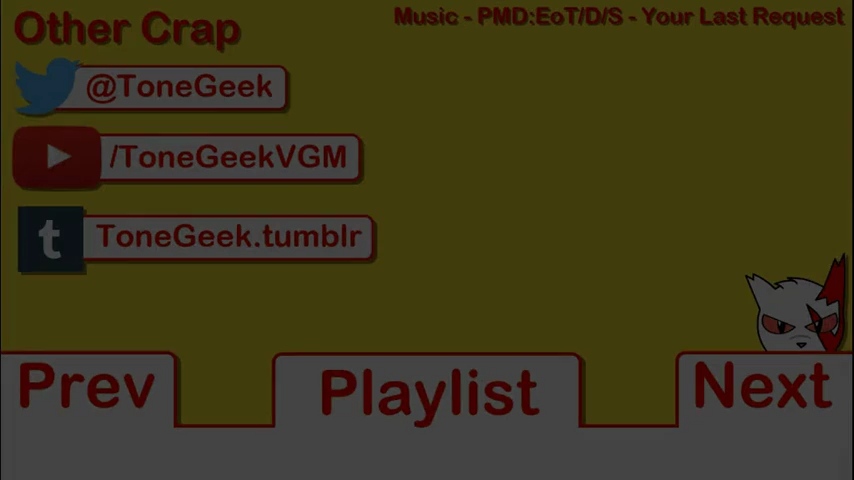 Other Crap
Music - PMD:EoT/D/S - Your Last Request
@ToneGeek
/ToneGeekVGM
t ToneGeek.tumblr
Prev
Playlist
Next